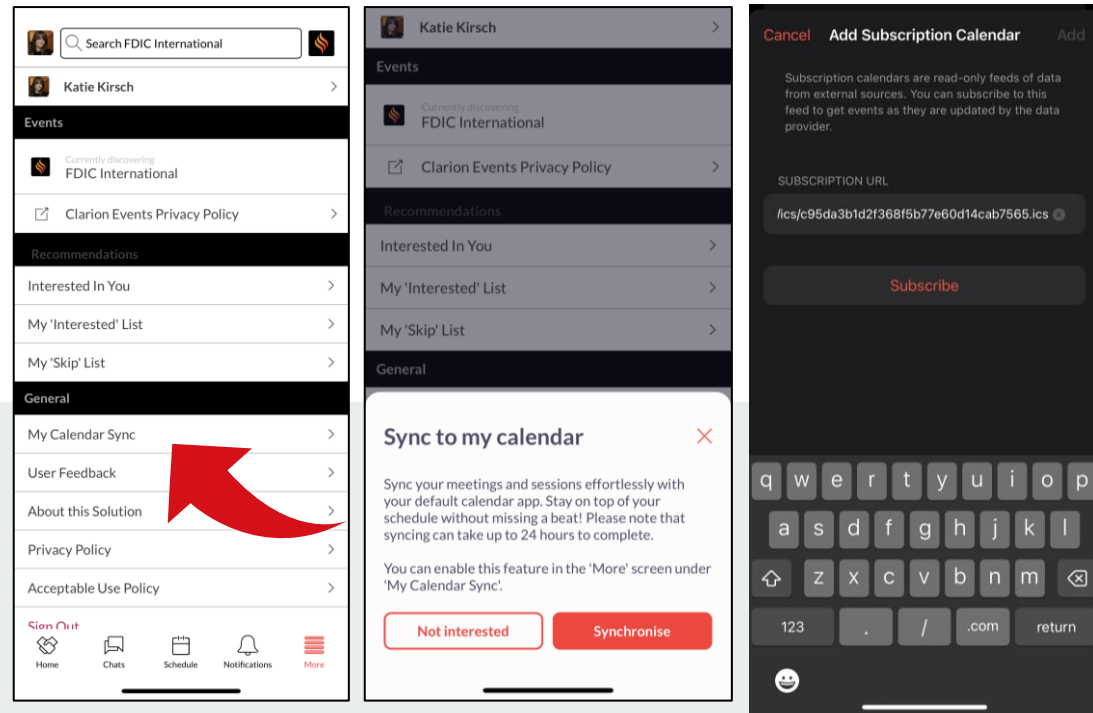 Search FDIC International
Katie Kirsch
Events
Currently discovering
FDIC International
Clarion Events Privacy Policy
Recommendations
Interested In You
My 'Interested' List
My 'Skip' List
General
My Calendar Sync
User Feedback
About this Solution
Privacy Policy
Acceptable Use Policy
Sign Out
Home Chats Schedule Notifications More
Katie Kirsch
Events
Currently discovering
FDIC International
Clarion Events Privacy Policy
Recommendations
Interested In You
My 'Interested' List
My 'Skip' List
General
Sync to my calendar
Sync your meetings and sessions effortlessly with
your default calendar app. Stay on top of your
schedule without missing a beat! Please note that
syncing can take up to 24 hours to complete.
You can enable this feature in the 'More' screen under
'My Calendar Sync'.
Not interested Synchronise
Cancel Add Subscription Calendar Add
Subscription calendars are read-only feeds of data
from external sources. You can subscribe to this
feed to get events as they are updated by the data
provider.
SUBSCRIPTION URL
/ics/c95da3b1d2f368f5b77e60d14cab7565.ics
Subscribe
q w e r t y u i o p
a s d f g h j k l
z x c v b n m
123 . / .com return